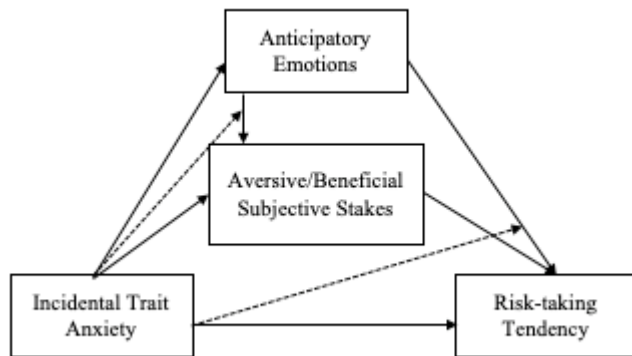 Anticipatory
Emotions
Aversive/Beneficial
Subjective Stakes
Incidental Trait
Anxiety
Risk-taking
Tendency